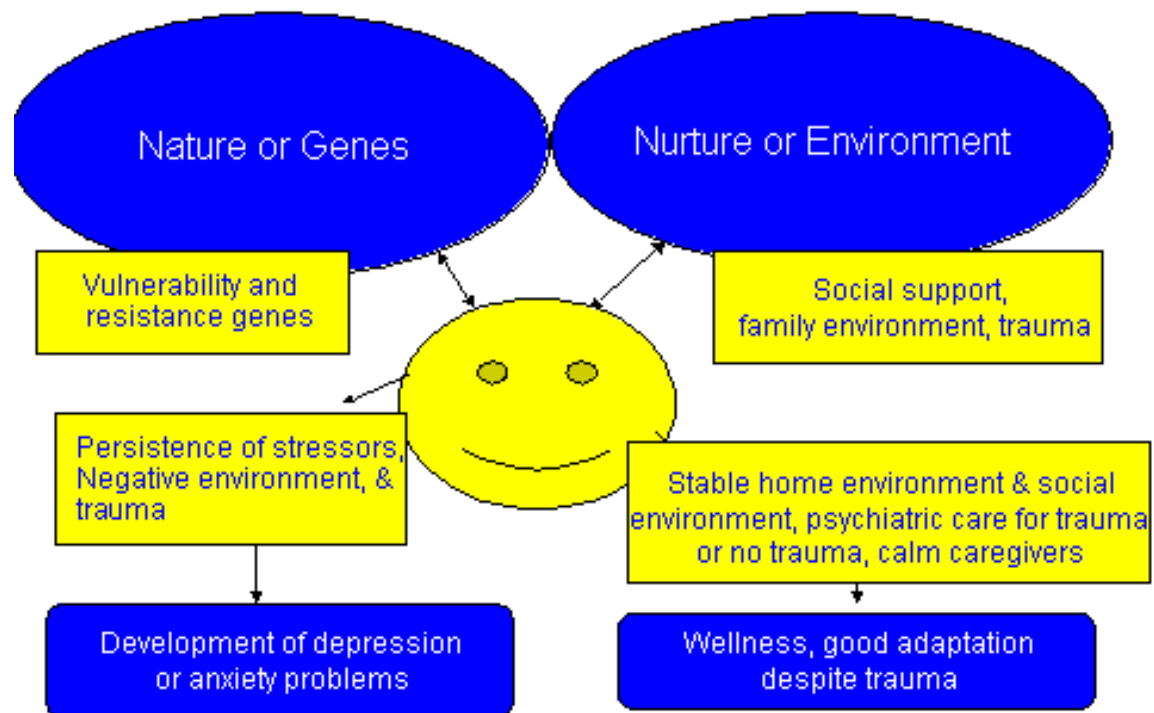 Nature or Genes
Nurture or Environment
Vulnerability and
resistance genes
Social support,
family environment, trauma
Persistence of stressors,
Negative environment, &
trauma
Stable home environment & social
environment, psychiatric care for trauma
or no trauma, calm caregivers
Development of depression
or anxiety problems
Wellness, good adaptation
despite trauma